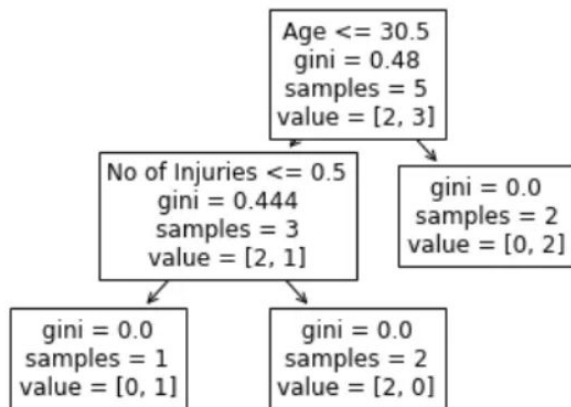 Age <= 30.5
gini = 0.48
samples = 5
value = [2, 3]
No of Injuries <= 0.5
gini = 0.444
samples = 3
value = [2, 1]
gini = 0.0
samples = 2
value = [0, 2]
gini = 0.0
samples = 1
value = [0, 1]
gini = 0.0
samples = 2
value = [2, 0]